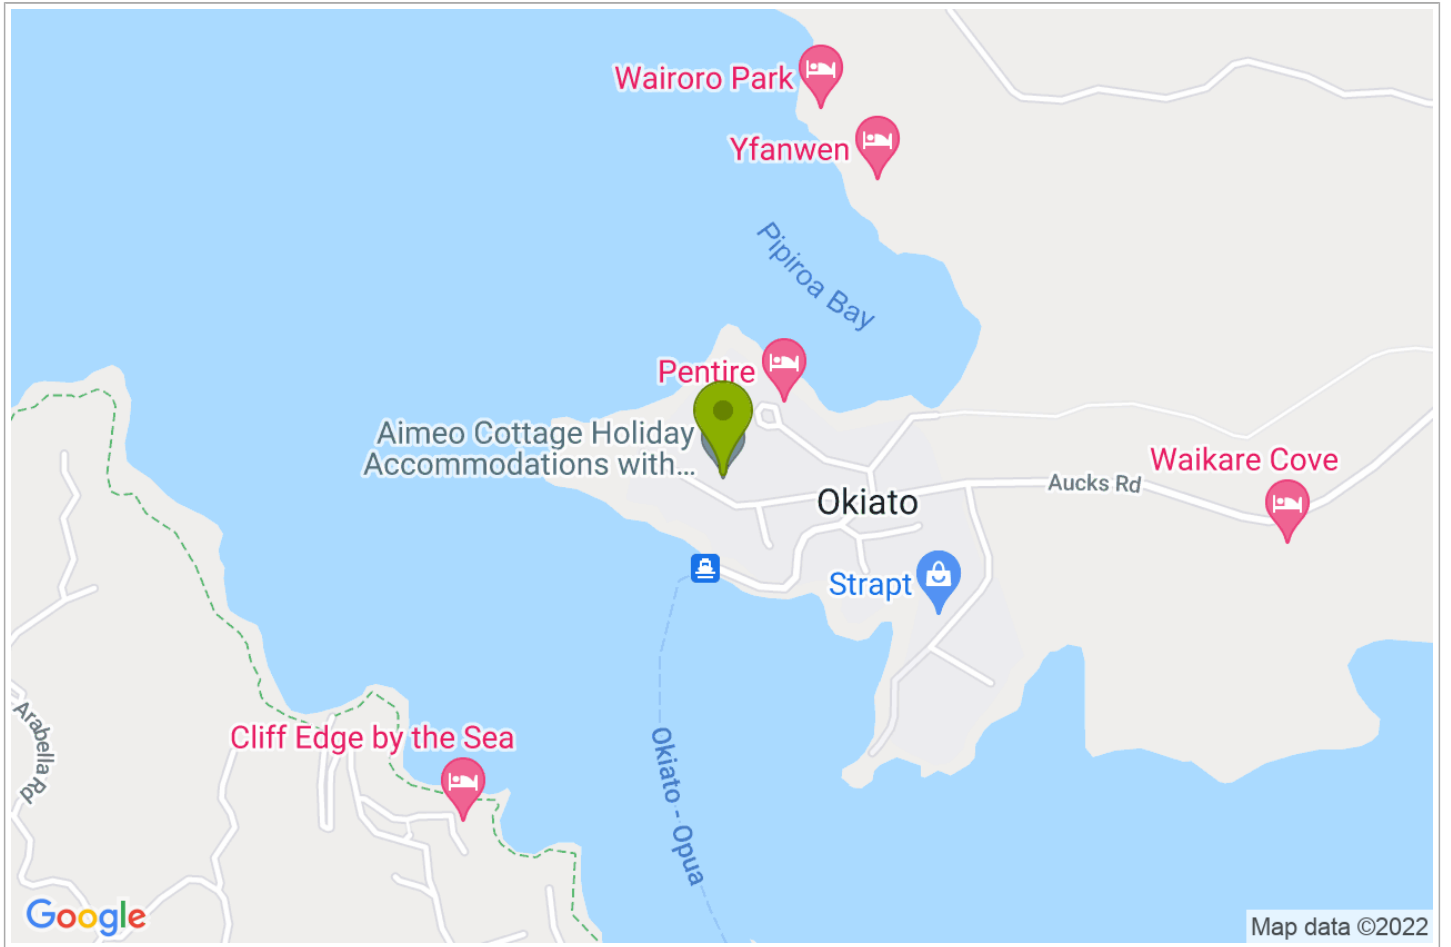 Wairoro Park
Yfanwen
Pipiroa Bay
Pentire
Aimeo Cottage Holiday
Accommodations with...
Waikare Cove
Aucks Rd
Okiato
Strapt
Arabella Rd
Cliff Edge by the Sea
Okiato - Opua
Google
Map data ©2022